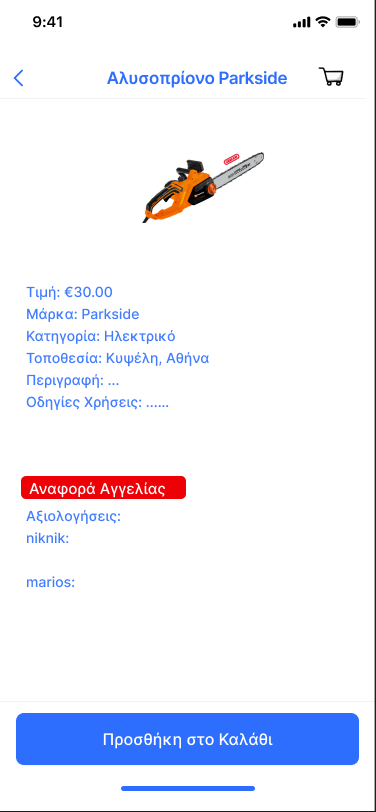 9:41
Αλυσοπρίονο Parkside
Τιμή: €30.00
Μάρκα: Parkside
Κατηγορία: Ηλεκτρικό
Τοποθεσία: Κυψέλη, Αθήνα
Περιγραφή: ...
Οδηγίες Χρήσεις: ......
Αναφορά Αγγελίας
Αξιολογήσεις:
niknik:
marios:
Προσθήκη στο Καλάθι